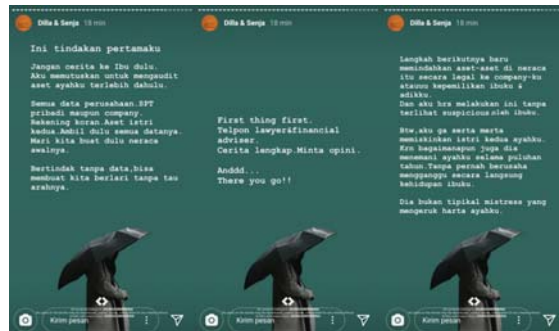 Dilla & Senja 18 min
Ini tindakan pertamaku
Jangan cerita ke Ibu dulu.
Aku memutuskan untuk mengaudit
aset ayahku terlebih dahulu.
Semua data perusahaan.SPT
pribadi maupun company.
Rekening koran.Aset istri
kedua.Ambil dulu semua datanya.
Mari kita buat dulu neraca
awalnya.
Bertindak tanpa data,bisa
membuat kita berlari tanpa tau
arahnya.
Kirim pesan
Dilla & Senja 18 min
First thing first.
Telpon lawyer&financial
adviser.
Cerita lengkap.Minta opini.
Anddd...
There you go!!
Kirim pesan
Dilla & Senja 18 min
Langkah berikutnya baru
memindahkan aset-aset di neraca
itu secara legal ke company-ku
atauvu kepemilikan ibuku &
adikku.
Dan aku hrs melakukan ini tanpa
terlihat suspicious oleh ibuku.
Btw,aku ga serta merta
memiskinkan istri kedua ayahku.
Krn bagaimanapun juga dia
menemani ayahku selama puluhan
tahun.Tanpa pernah berusaha
mengganggu secara langsung
kehidupan ibuku.
Dia bukan tipikal mistress yang
mengeruk harta ayahku.
Kirim pesan